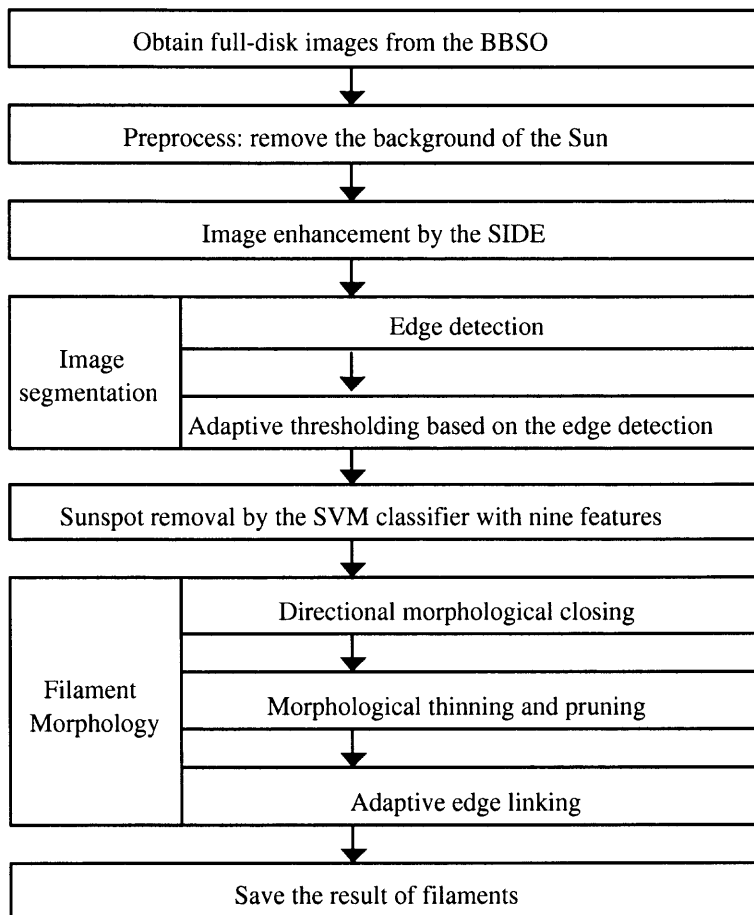 Obtain full-disk images from the BBSO
Preprocess: remove the background of the Sun
Image enhancement by the SIDE
Image
segmentation
Edge detection
Adaptive thresholding based on the edge detection
Sunspot removal by the SVM classifier with nine features
Filament
Morphology
Directional morphological closing
Morphological thinning and pruning
Adaptive edge linking
Save the result of filaments